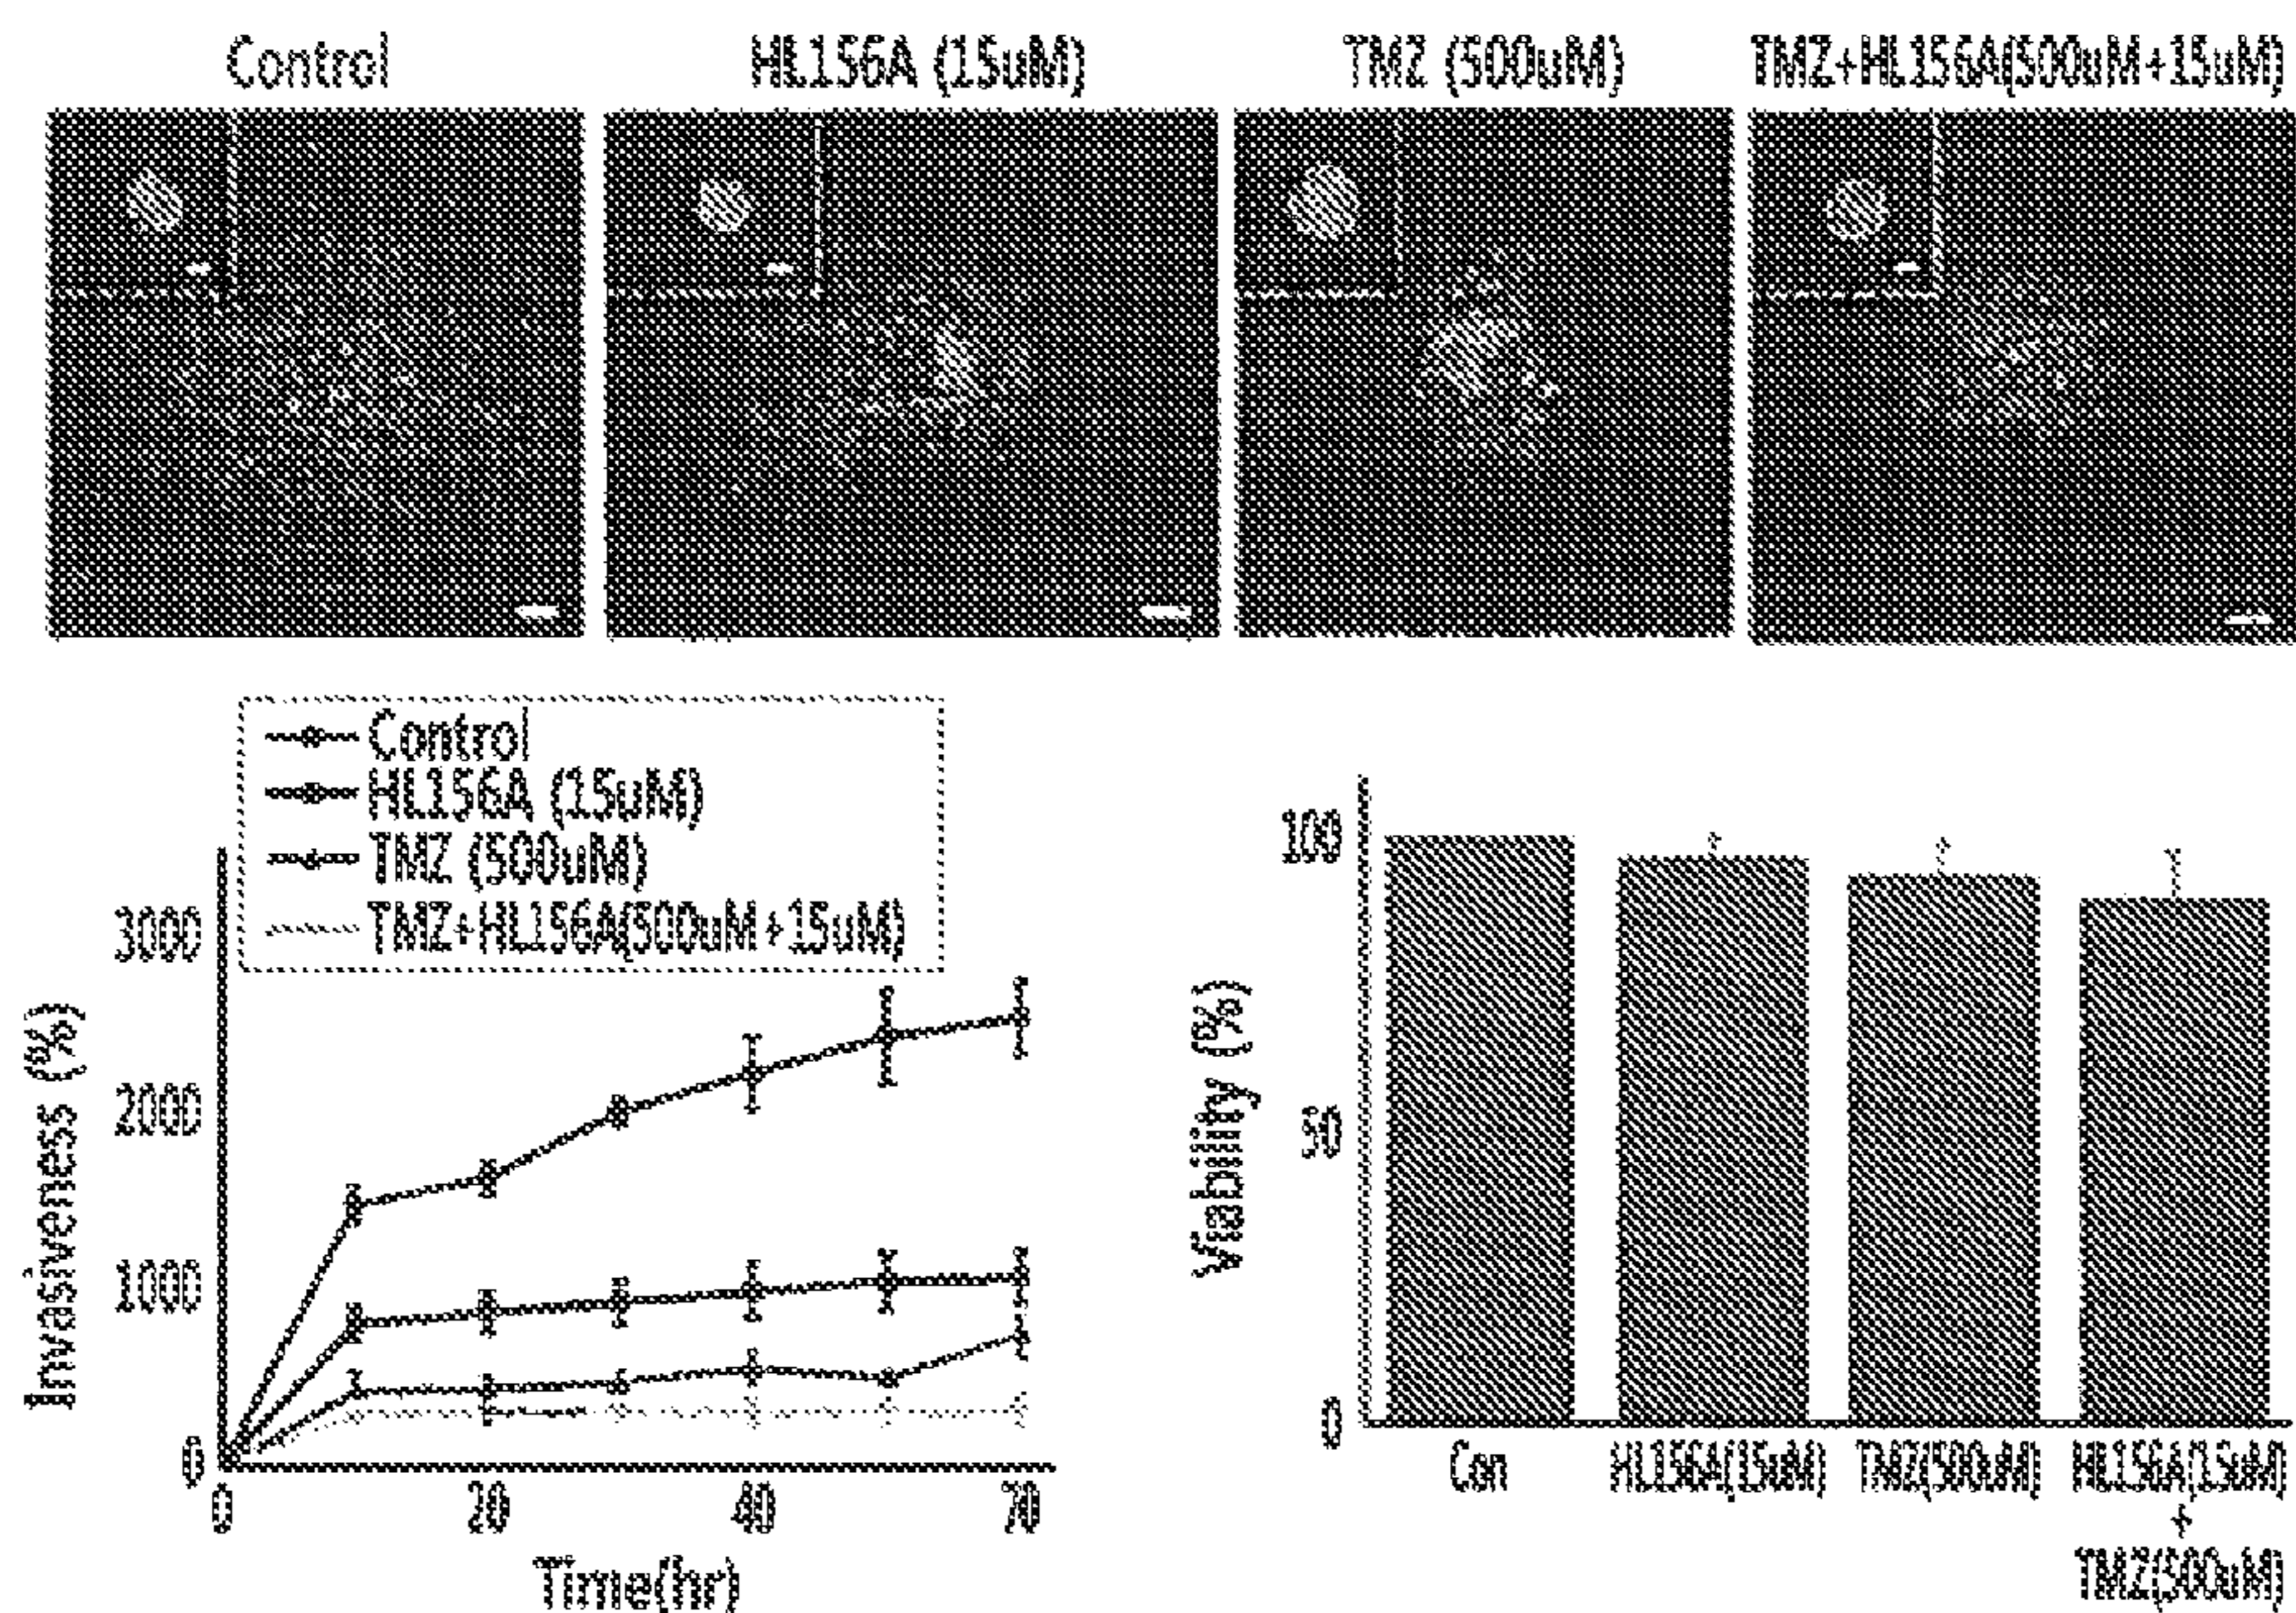 Control
HL156A (15uM)
TMZ (500uM)
TMZ+HL156A(500uM+15uM)
Control
HL156A (15uM)
TMZ (500uM)
TMZ+HL156A(500uM+15uM)
Invasiveness (%)
3000
2000
1000
0
0
20
40
70
Time(hr)
Viability (%)
100
50
0
Con
HL156A(15uM)
TMZ(500uM)
HL156A(15uM)
+
TMZ(500uM)